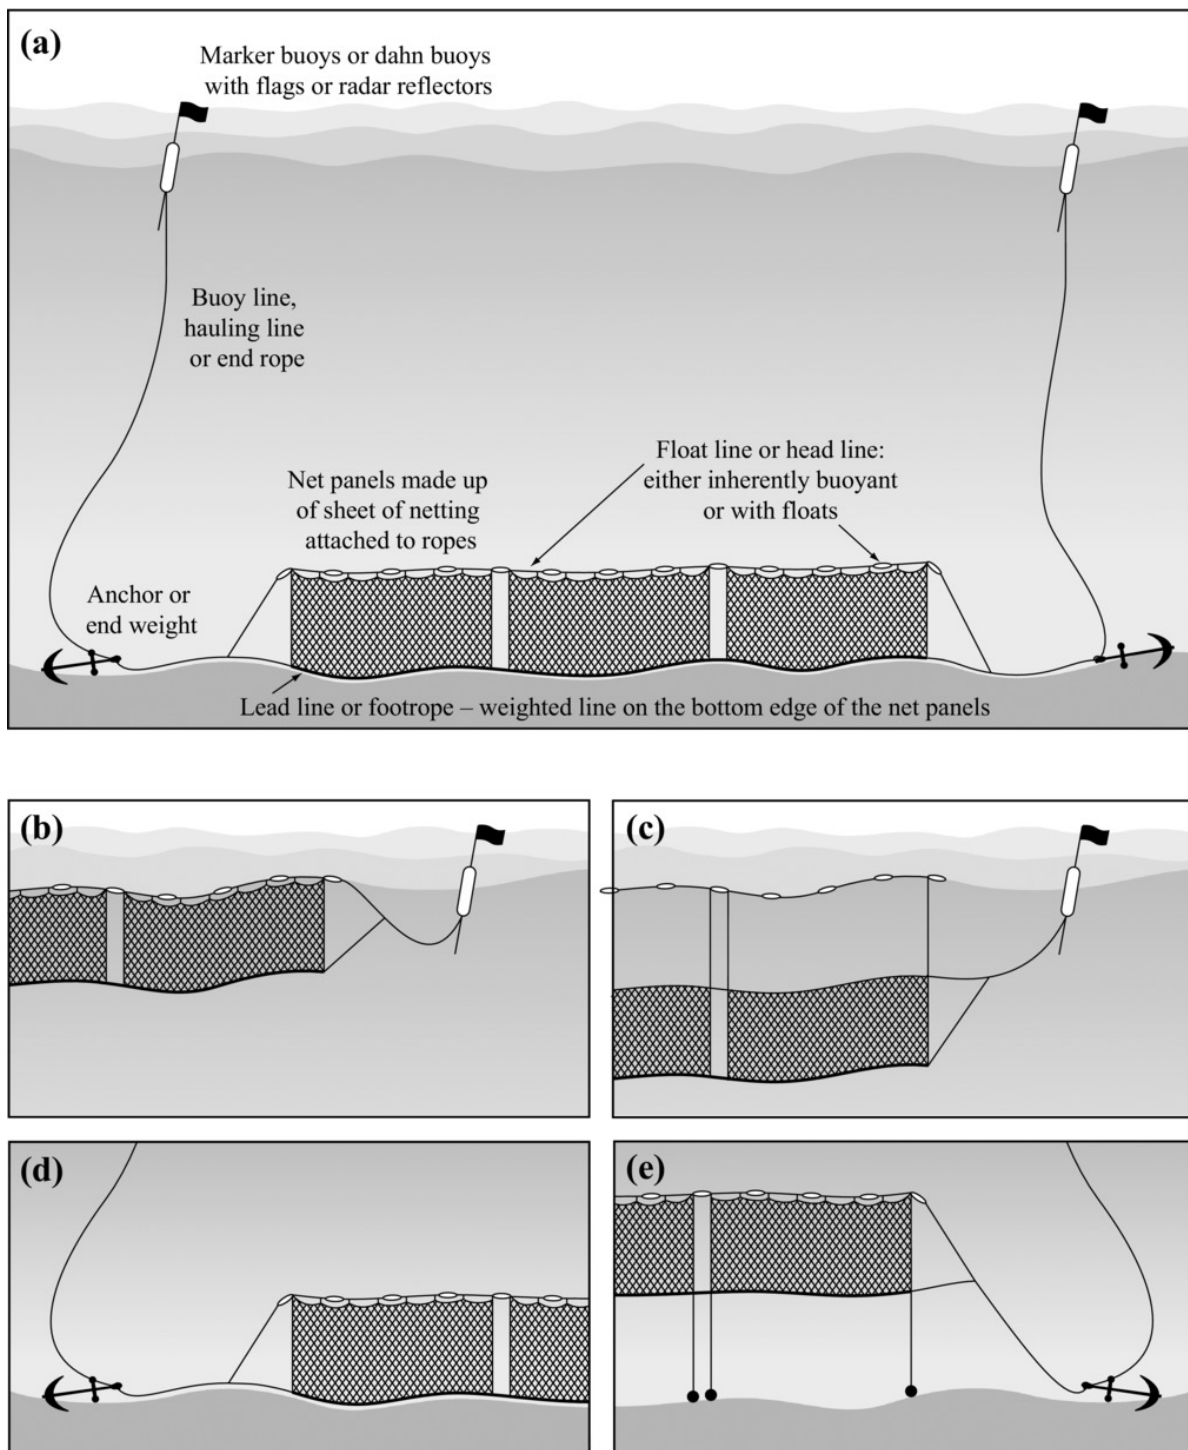 (a)
Marker buoys or dahn buoys
with flags or radar reflectors
Buoy line,
hauling line
or end rope
Float line or head line:
either inherently buoyant
or with floats
Net panels made up
of sheet of netting
attached to ropes
Anchor or
end weight
Lead line or footrope – weighted line on the bottom edge of the net panels
(b)
(c)
(d)
(e)